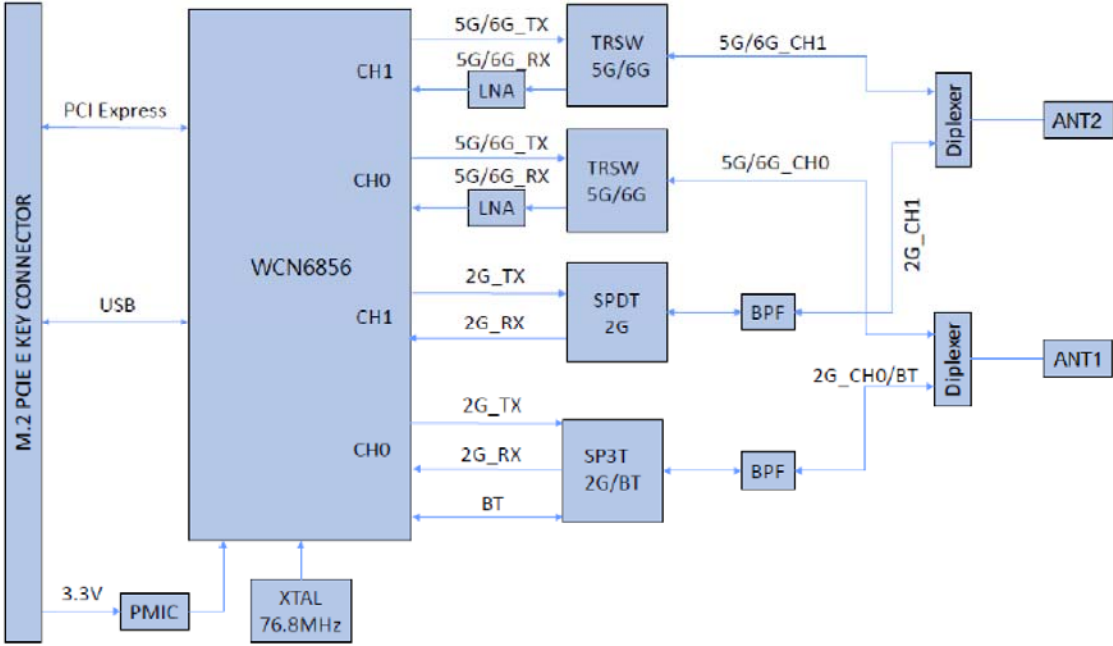 M.2 PCIE E KEY CONNECTOR
PCI Express
USB
3.3V
PMIC
XTAL
76.8MHz
WCN6856
CH1
CH0
CH1
CH0
5G/6G_TX
5G/6G_RX
LNA
TRSW
5G/6G
5G/6G_TX
5G/6G_RX
LNA
TRSW
5G/6G
2G_TX
2G_RX
SPDT
2G
2G_TX
2G_RX
BT
SP3T
2G/BT
BPF
BPF
5G/6G_CH1
5G/6G_CH0
2G_CH1
2G_CH0/BT
Diplexer
ANT2
Diplexer
ANT1